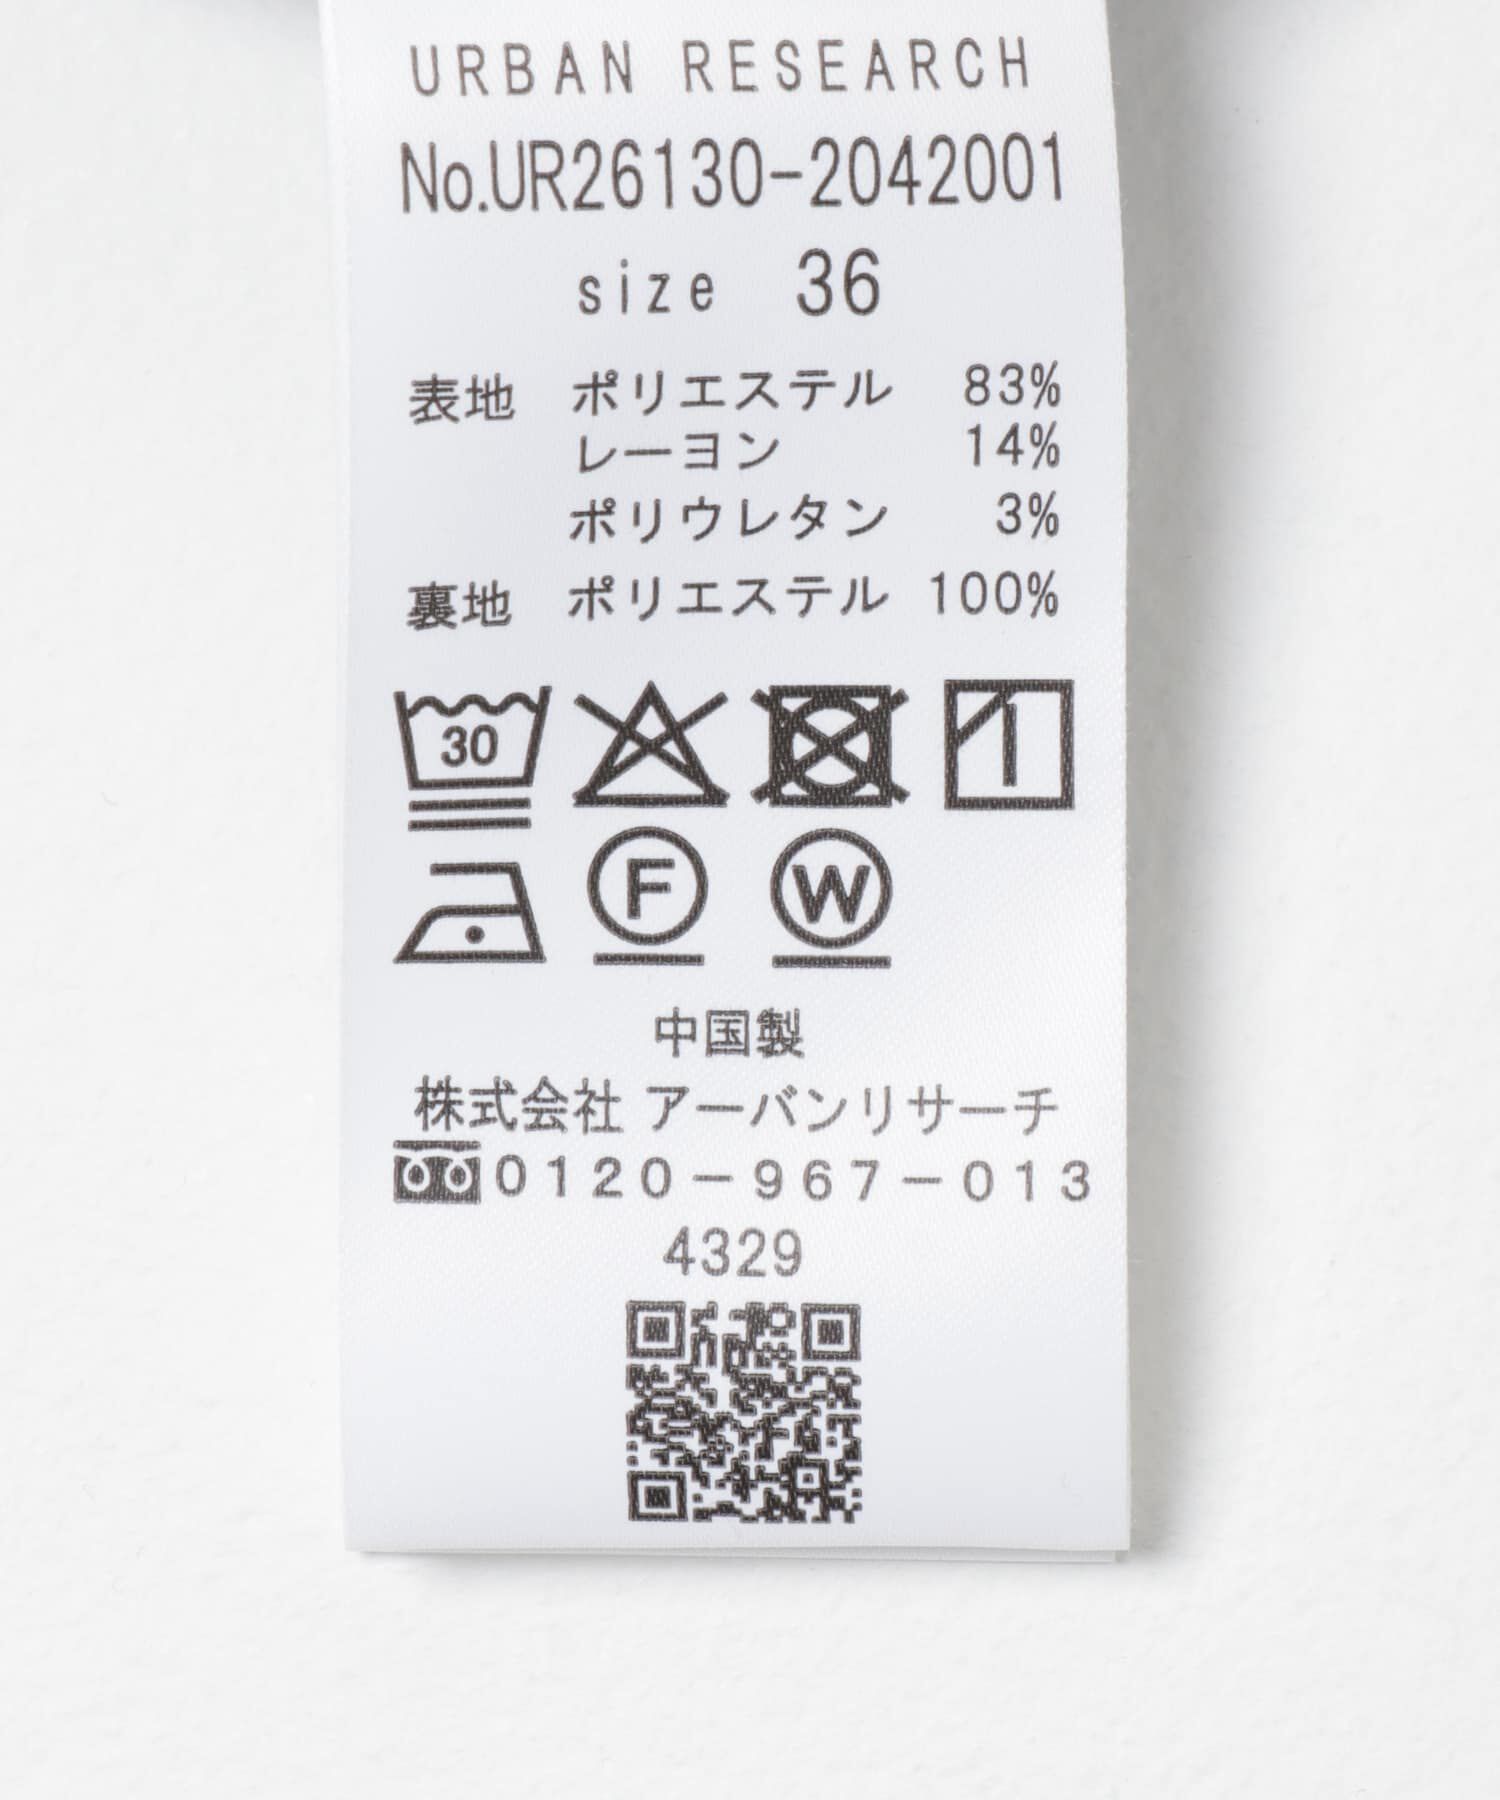 URBAN RESEARCH
No.UR26130-2042001
size 36
表地 ポリエステル 83%
レーヨン 14%
ポリウレタン 3%
裏地 ポリエステル 100%
30
F W
中国製
株式会社 アーバンリサーチ
0120-967-013
4329